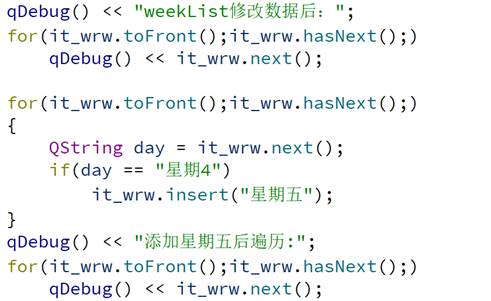 qDebug() << "weekList修改数据后：";
for(it_wrw.toFront();it_wrw.hasNext();)
    qDebug() << it_wrw.next();

for(it_wrw.toFront();it_wrw.hasNext();)
{
    QString day = it_wrw.next();
    if(day == "星期4")
        it_wrw.insert("星期五");
}
qDebug() << "添加星期五后遍历:";
for(it_wrw.toFront();it_wrw.hasNext();)
    qDebug() << it_wrw.next();